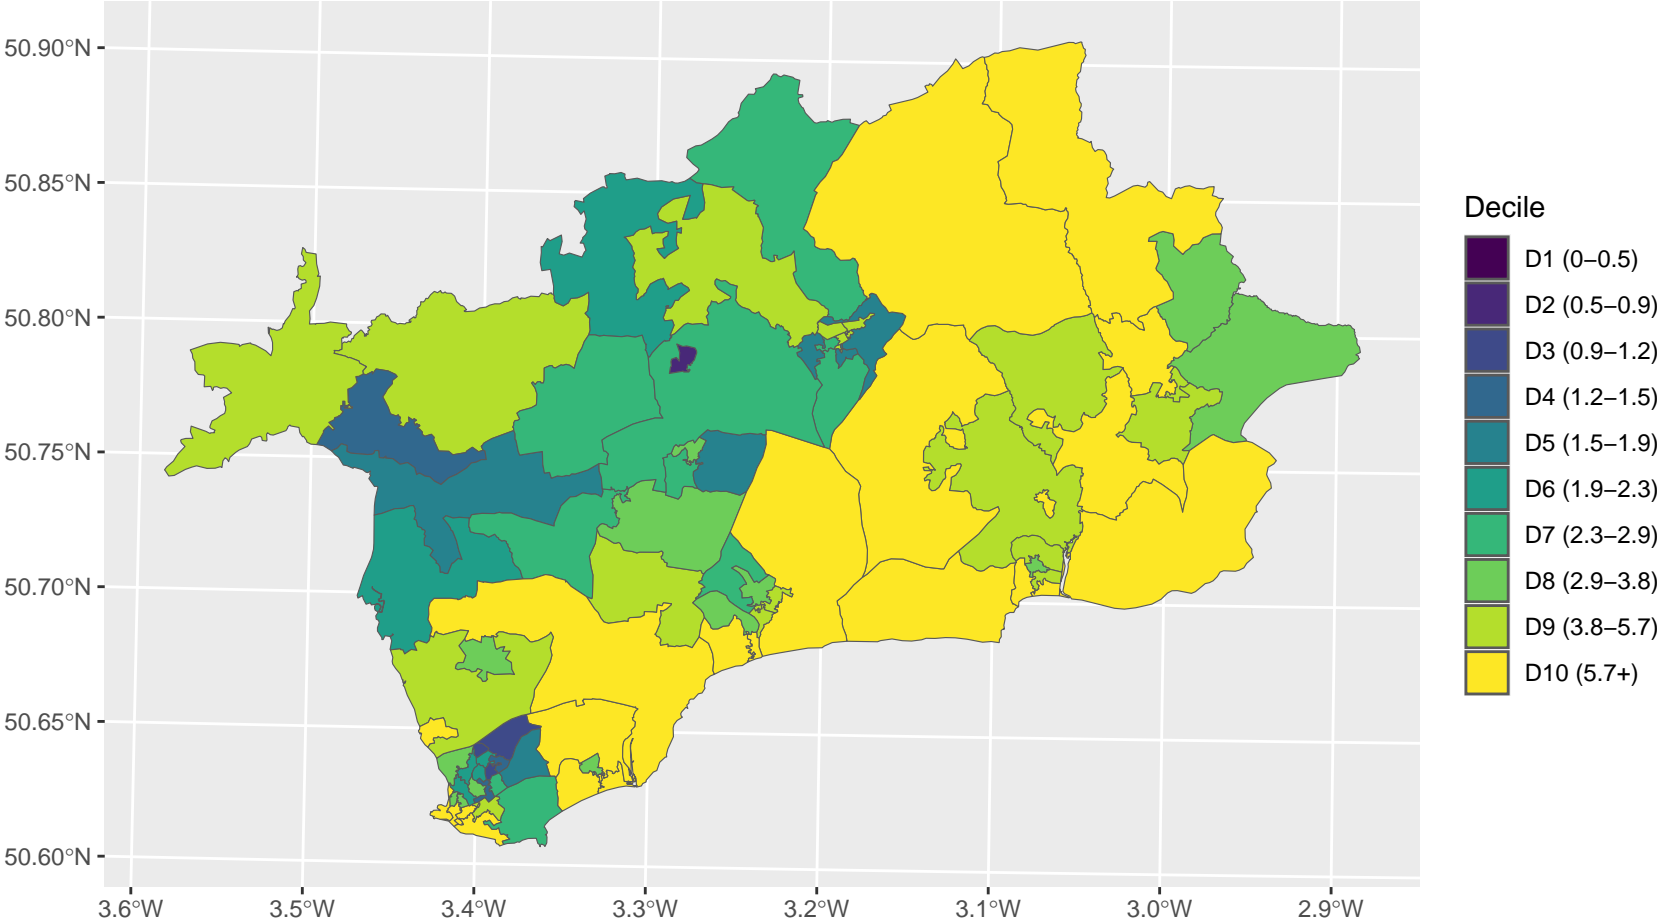 50.90°N
50.85°N
50.80°N
50.75°N
50.70°N
50.65°N
50.60°N
3.6°W 3.5°W 3.4°W 3.3°W 3.2°W 3.1°W 3.0°W 2.9°W
Decile
D1 (0–0.5)
D2 (0.5–0.9)
D3 (0.9–1.2)
D4 (1.2–1.5)
D5 (1.5–1.9)
D6 (1.9–2.3)
D7 (2.3–2.9)
D8 (2.9–3.8)
D9 (3.8–5.7)
D10 (5.7+)